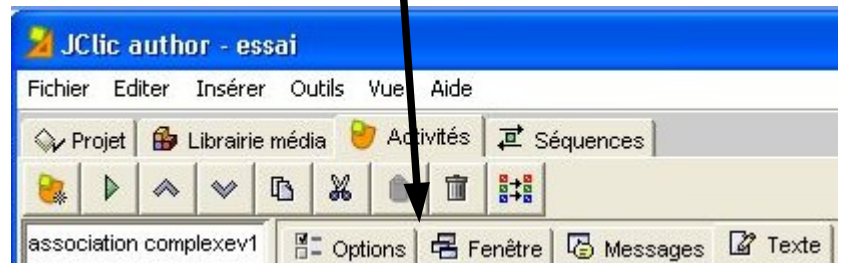 JClic author - essai
Fichier Editer Insérer Outils Vue Aide
Projet Librairie média Activités Séquences
association complexev1 Options Fenêtre Messages Texte